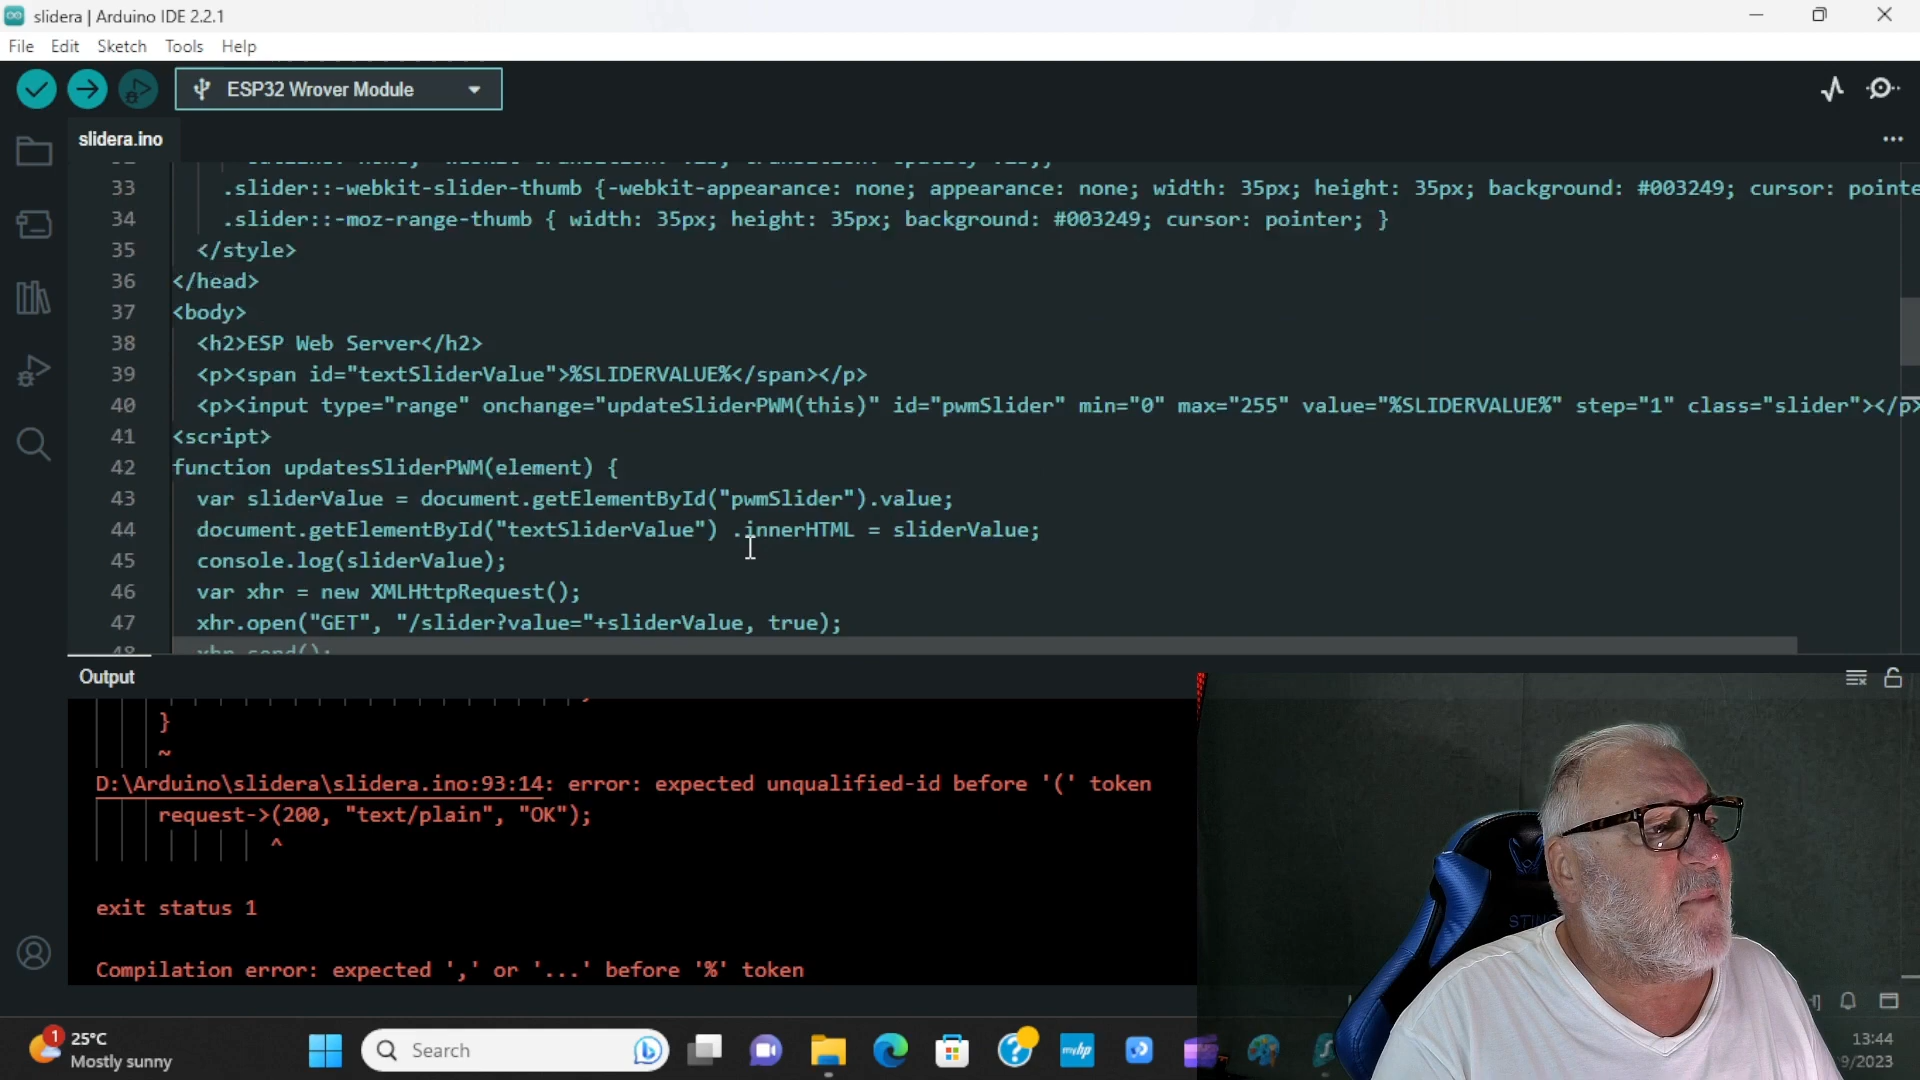 slidera | Arduino IDE 2.2.1
File Edit Sketch Tools Help
ESP32 Wrover Module
slidera.ino
33 .slider::-webkit-slider-thumb {-webkit-appearance: none; appearance: none; width: 35px; height: 35px; background: #003249; cursor: pointe
34 .slider::-moz-range-thumb { width: 35px; height: 35px; background: #003249; cursor: pointer; }
35 </style>
36 </head>
37 <body>
38 <h2>ESP Web Server</h2>
39 <p><span id="textSliderValue">%SLIDERVALUE%</span></p>
40 <p><input type="range" onchange="updateSliderPWM(this)" id="pwmSlider" min="0" max="255" value="%SLIDERVALUE%" step="1" class="slider"></p>
41 <script>
42 function updatesSliderPWM(element) {
43 var sliderValue = document.getElementById("pwmSlider").value;
44 document.getElementById("textSliderValue") .innerHTML = sliderValue;
45 console.log(sliderValue);
46 var xhr = new XMLHttpRequest();
47 xhr.open("GET", "/slider?value="+sliderValue, true);
48 xhr.send();
Output
}
~
D:\Arduino\slidera\slidera.ino:93:14: error: expected unqualified-id before '(' token
request->(200, "text/plain", "OK");
^
exit status 1
Compilation error: expected ',' or '...' before '%' token
1
25°C
Mostly sunny
Search
myhp
13:44
9/2023